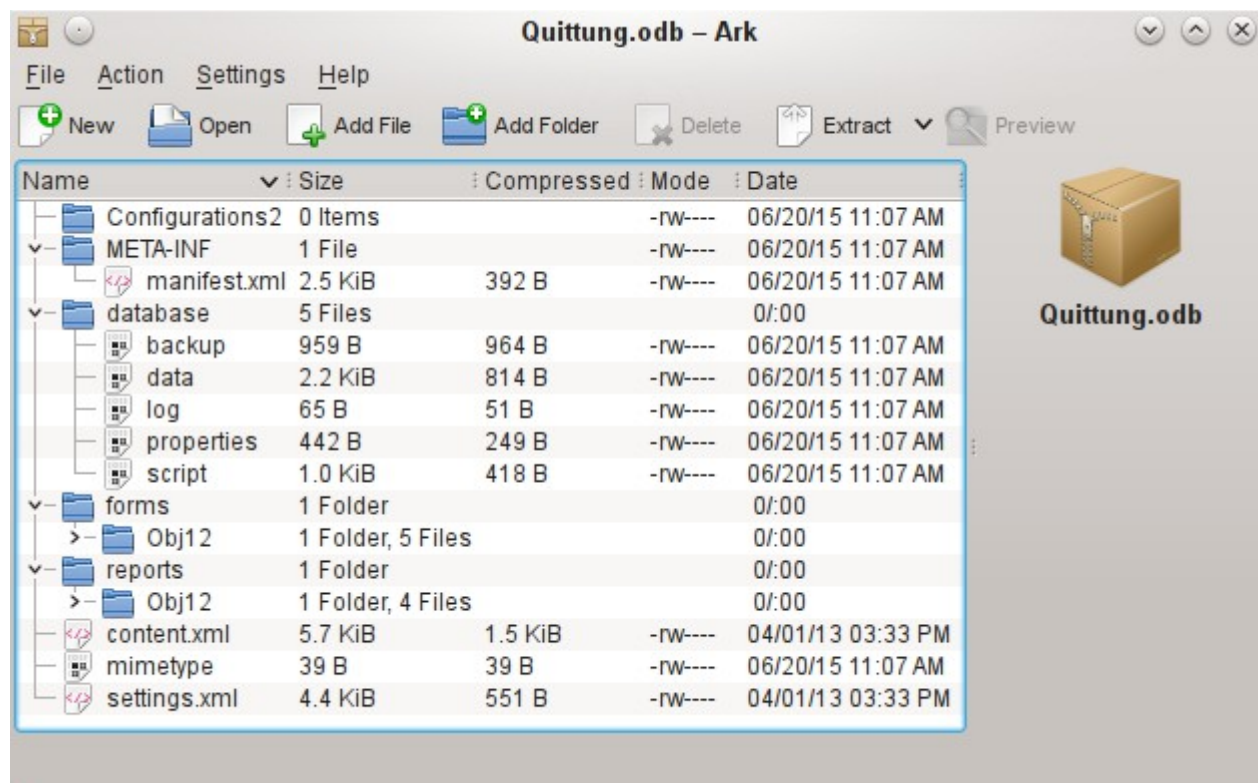 Quittung.odb – Ark
File Action Settings Help
New Open Add File Add Folder Delete Extract Preview
Name Size Compressed Mode Date
Configurations2 0 Items -rw---- 06/20/15 11:07 AM
META-INF 1 File -rw---- 06/20/15 11:07 AM
manifest.xml 2.5 KiB 392 B -rw---- 06/20/15 11:07 AM
database 5 Files 0/:00
backup 959 B 964 B -rw---- 06/20/15 11:07 AM
data 2.2 KiB 814 B -rw---- 06/20/15 11:07 AM
log 65 B 51 B -rw---- 06/20/15 11:07 AM
properties 442 B 249 B -rw---- 06/20/15 11:07 AM
script 1.0 KiB 418 B -rw---- 06/20/15 11:07 AM
forms 1 Folder 0/:00
Obj12 1 Folder, 5 Files 0/:00
reports 1 Folder 0/:00
Obj12 1 Folder, 4 Files 0/:00
content.xml 5.7 KiB 1.5 KiB -rw---- 04/01/13 03:33 PM
mimetype 39 B 39 B -rw---- 06/20/15 11:07 AM
settings.xml 4.4 KiB 551 B -rw---- 04/01/13 03:33 PM
Quittung.odb